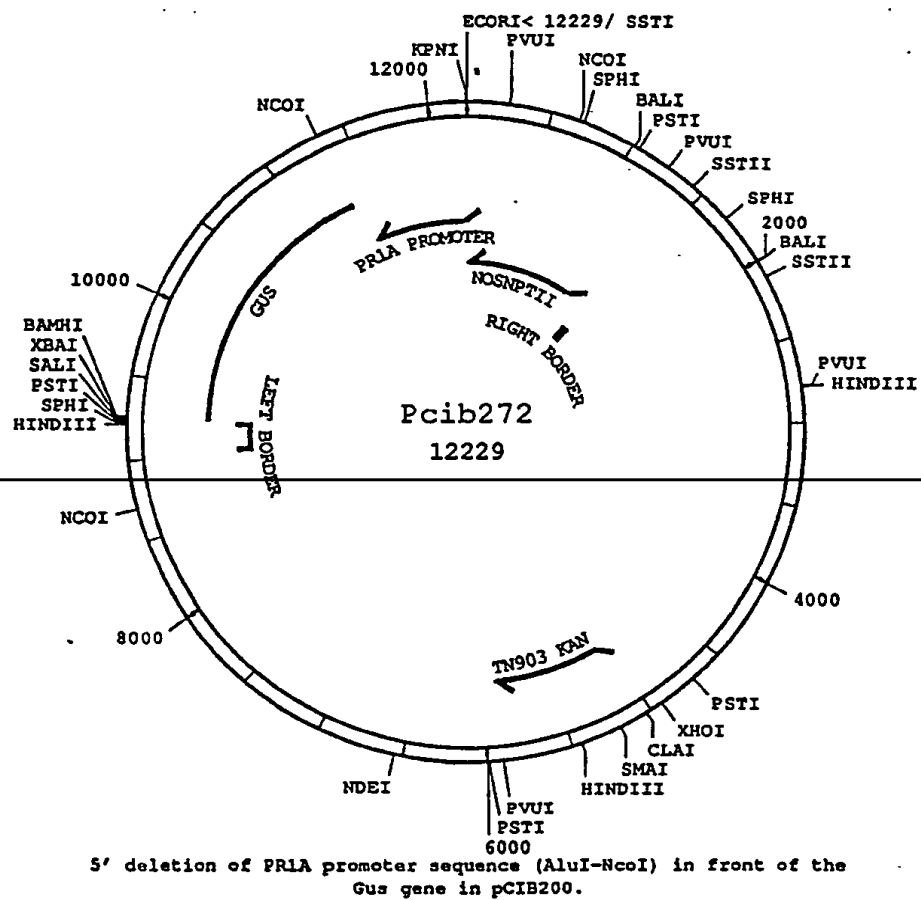 ECORI< 12229/ SSTI
KPNI
PVUI
12000
NCOI
SPHI
NCOI
BALI
PSTI
PVUI
SSTII
SPHI
2000
BALI
SSTII
PR1A PROMOTER
NOSNPTII
10000
GUS
RIGHT BORDER
BAMHI
XBAI
SALI
PSTI
SPHI
HINDIII
PVUI
HINDIII
LEFT BORDER
Pcib272
12229
NCOI
4000
8000
TN903 KAN
PSTI
XHOI
CLAI
SMAI
HINDIII
NDEI
PVUI
PSTI
6000
5' deletion of PR1A promoter sequence (AluI-NcoI) in front of the
Gus gene in pCIB200.